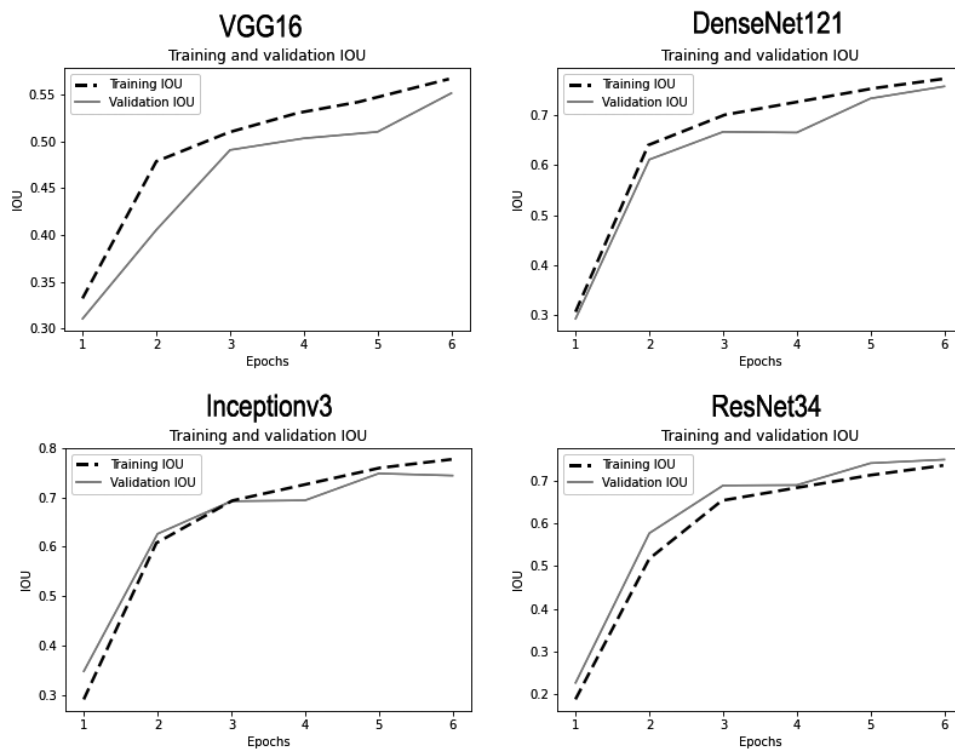 VGG16
Training and validation IOU
Training IOU
Validation IOU
0.55
0.50
0.45
0.40
0.35
0.30
IOU
1 2 3 4 5 6
Epochs
DenseNet121
Training and validation IOU
Training IOU
Validation IOU
0.7
0.6
0.5
0.4
0.3
IOU
1 2 3 4 5 6
Epochs
Inceptionv3
Training and validation IOU
Training IOU
Validation IOU
0.8
0.7
0.6
0.5
0.4
0.3
IOU
1 2 3 4 5 6
Epochs
ResNet34
Training and validation IOU
Training IOU
Validation IOU
0.7
0.6
0.5
0.4
0.3
0.2
IOU
1 2 3 4 5 6
Epochs